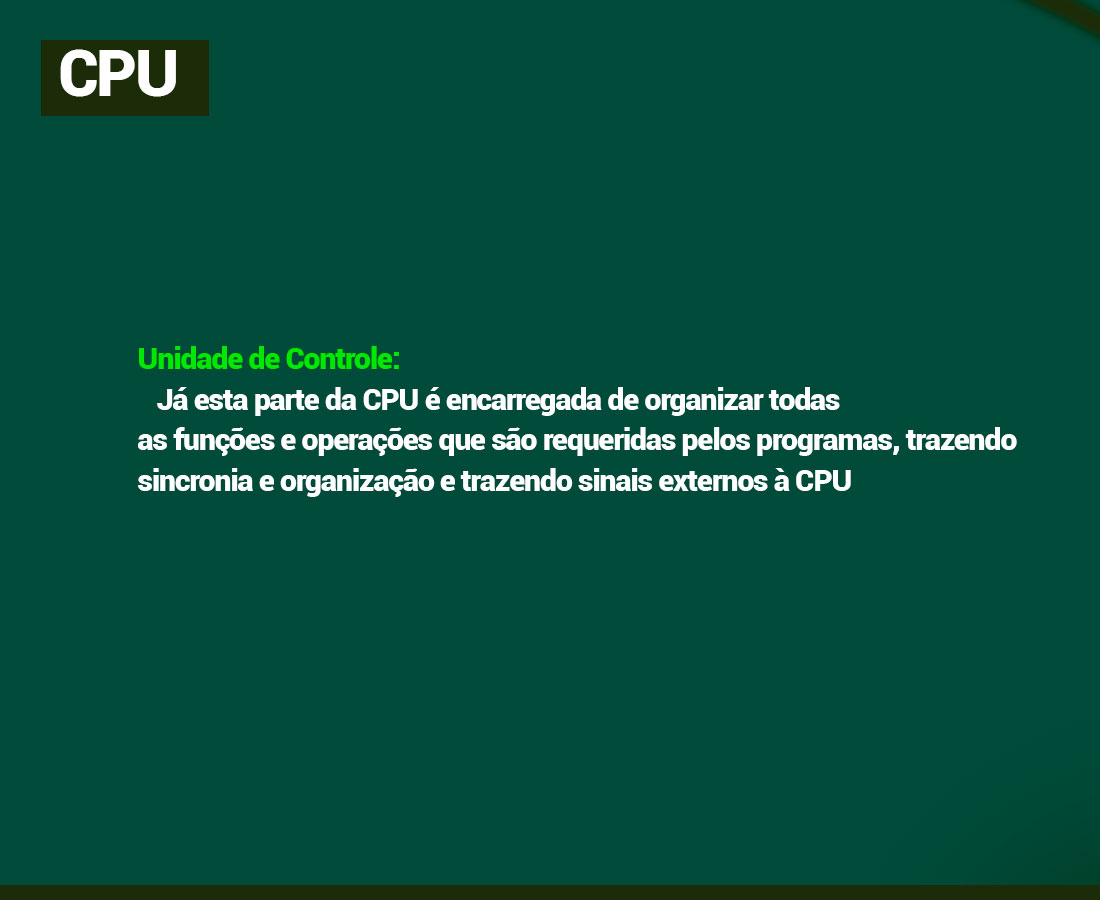 CPU
Unidade de Controle:
Já esta parte da CPU é encarregada de organizar todas
as funções e operações que são requeridas pelos programas, trazendo
sincronia e organização e trazendo sinais externos à CPU